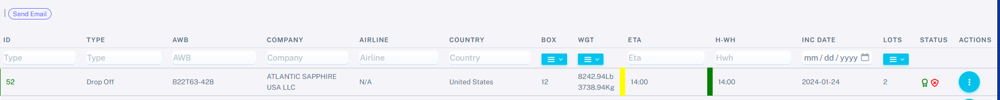 Send Email
ID TYPE AWB COMPANY AIRLINE COUNTRY BOX WGT ETA H-WH INC DATE LOTS STATUS ACTIONS
Type Type AWB Company Airline Country Eta Hwh mm/dd/yyyy
52 Drop Off B22T63-428 ATLANTIC SAPPHIRE USA LLC N/A United States 12 8242.94Lb 3738.94Kg 14:00 14:00 2024-01-24 2